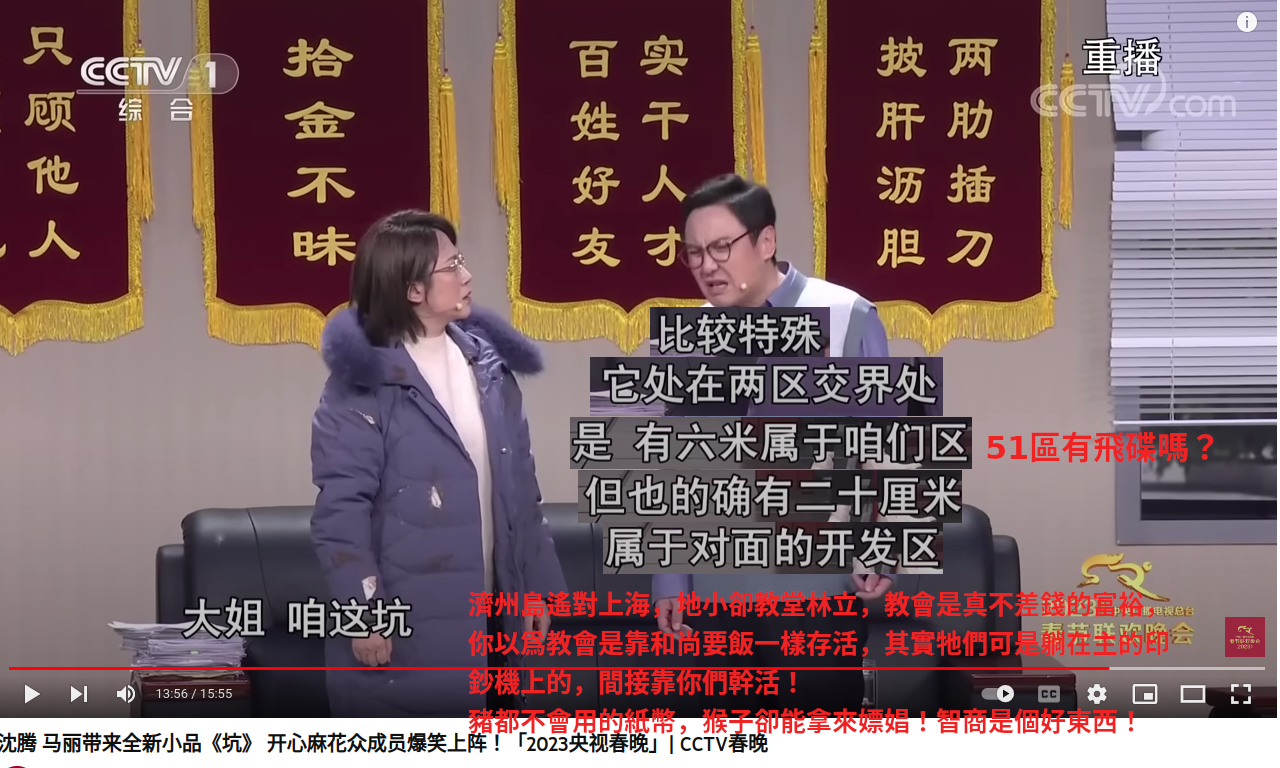 只顾他人
拾金不昧
百姓好友
实干人才
披肝沥胆
两肋插刀
CCTV 1
综合
重播
CCTV.com
比较特殊
它处在两区交界处
是 有六米属于咱们区
51區有飛碟嗎？
但也的确有二十厘米
属于对面的开发区
大姐 咱这坑
濟州島遙對上海，地小卻教堂林立，教會是真不差錢的富裕
你以爲教會是靠和尚要飯一樣存活，其實牠們可是躺在主的印
鈔機上的，間接靠你們幹活！
豬都不會用的紙幣，猴子卻能拿來嫖娼！智商是個好東西！
春节联欢晚会
13:56 / 15:55
沈腾 马丽带来全新小品《坑》 开心麻花众成员爆笑上阵！「2023央视春晚」| CCTV春晚